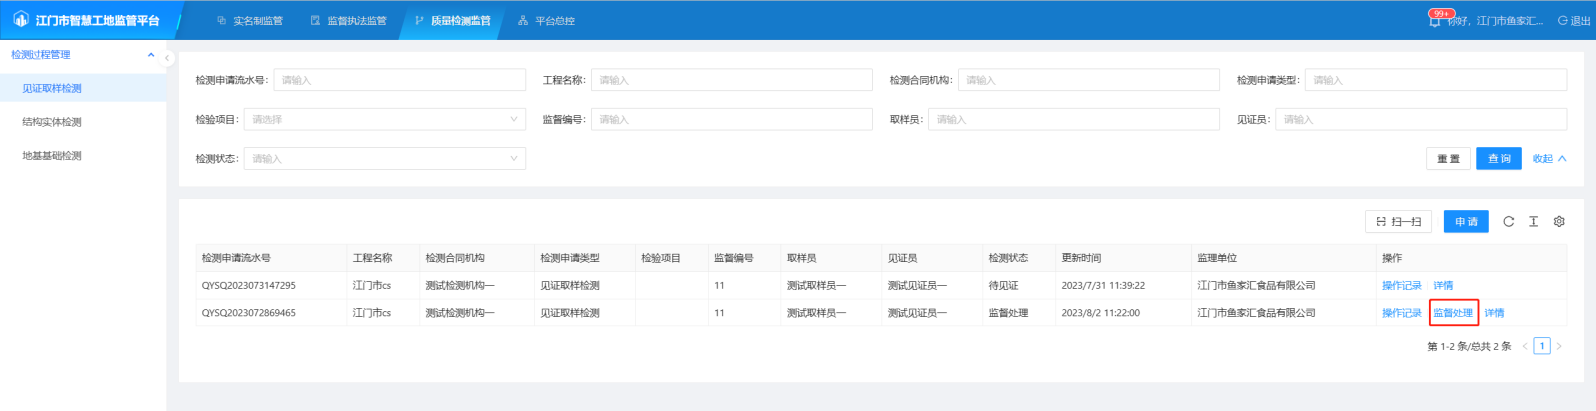 江门市智慧工地监管平台 实名制监管 监督执法监管 质量检测监管 平台总控 99+ 你好，江门市鱼家汇... 退出
检测过程管理
见证取样检测
结构实体检测
地基基础检测
检测申请流水号: 请输入 工程名称: 请输入 检测合同机构: 请输入 检测申请类型: 请输入
检验项目: 请选择 监督编号: 请输入 取样员: 请输入 见证员: 请输入
检测状态: 请输入 重置 查询 收起
扫一扫 申请
检测申请流水号 工程名称 检测合同机构 检测申请类型 检验项目 监督编号 取样员 见证员 检测状态 更新时间 监理单位 操作
QYSQ2023073147295 江门市cs 测试检测机构一 见证取样检测 11 测试取样员一 测试见证员一 待见证 2023/7/31 11:39:22 江门市鱼家汇食品有限公司 操作记录 详情
QYSQ2023072869465 江门市cs 测试检测机构一 见证取样检测 11 测试取样员一 测试见证员一 监督处理 2023/8/2 11:22:00 江门市鱼家汇食品有限公司 操作记录 监督处理 详情
第 1-2 条/总共 2 条 < 1 >